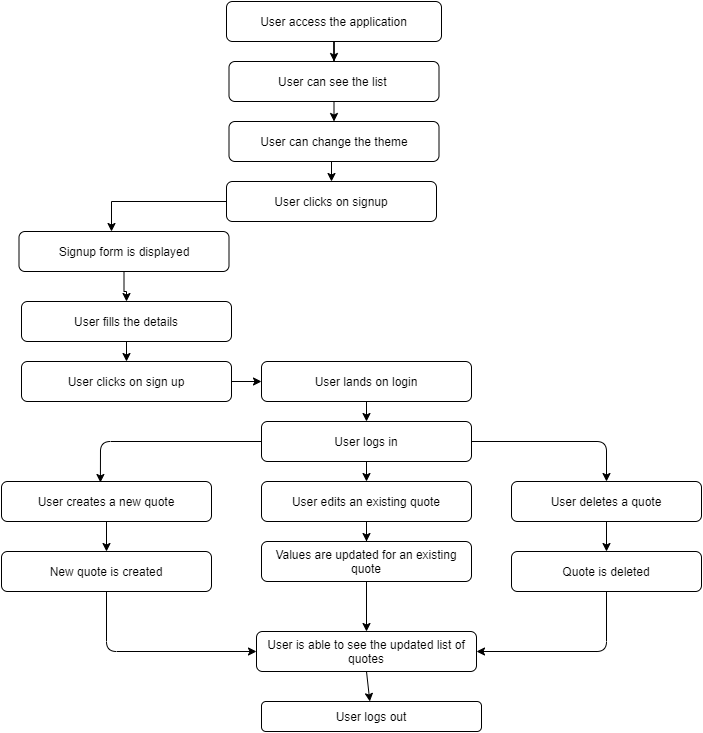 User access the application
User can see the list
User can change the theme
User clicks on signup
Signup form is displayed
User fills the details
User clicks on sign up
User lands on login
User logs in
User creates a new quote
User edits an existing quote
User deletes a quote
New quote is created
Values are updated for an existing
quote
Quote is deleted
User is able to see the updated list of
quotes
User logs out